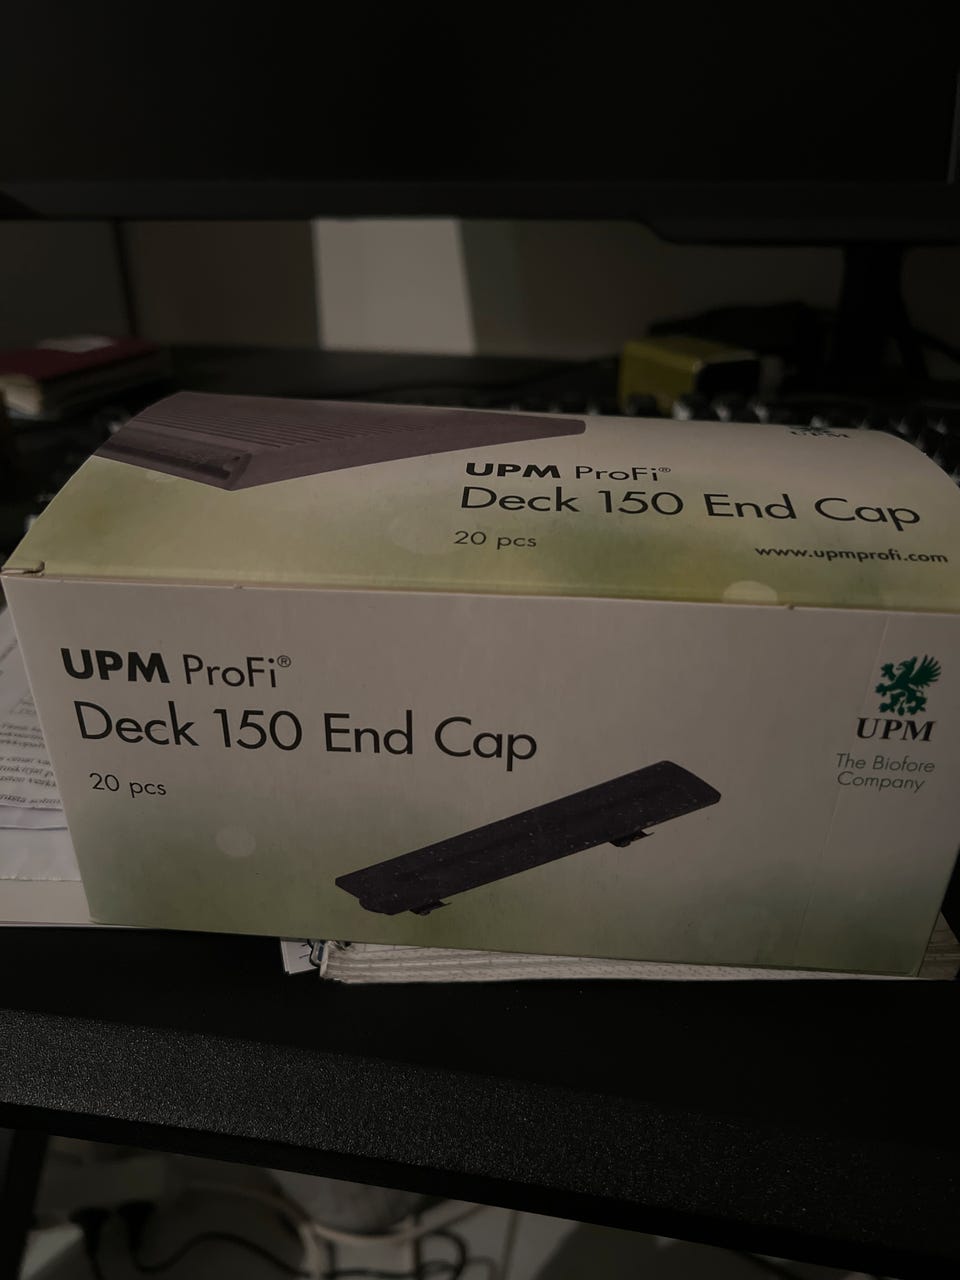 UPM
UPM ProFi®
Deck 150 End Cap
20 pcs
www.upmprofi.com
UPM ProFi®
Deck 150 End Cap
20 pcs
UPM
The Biofore
Company